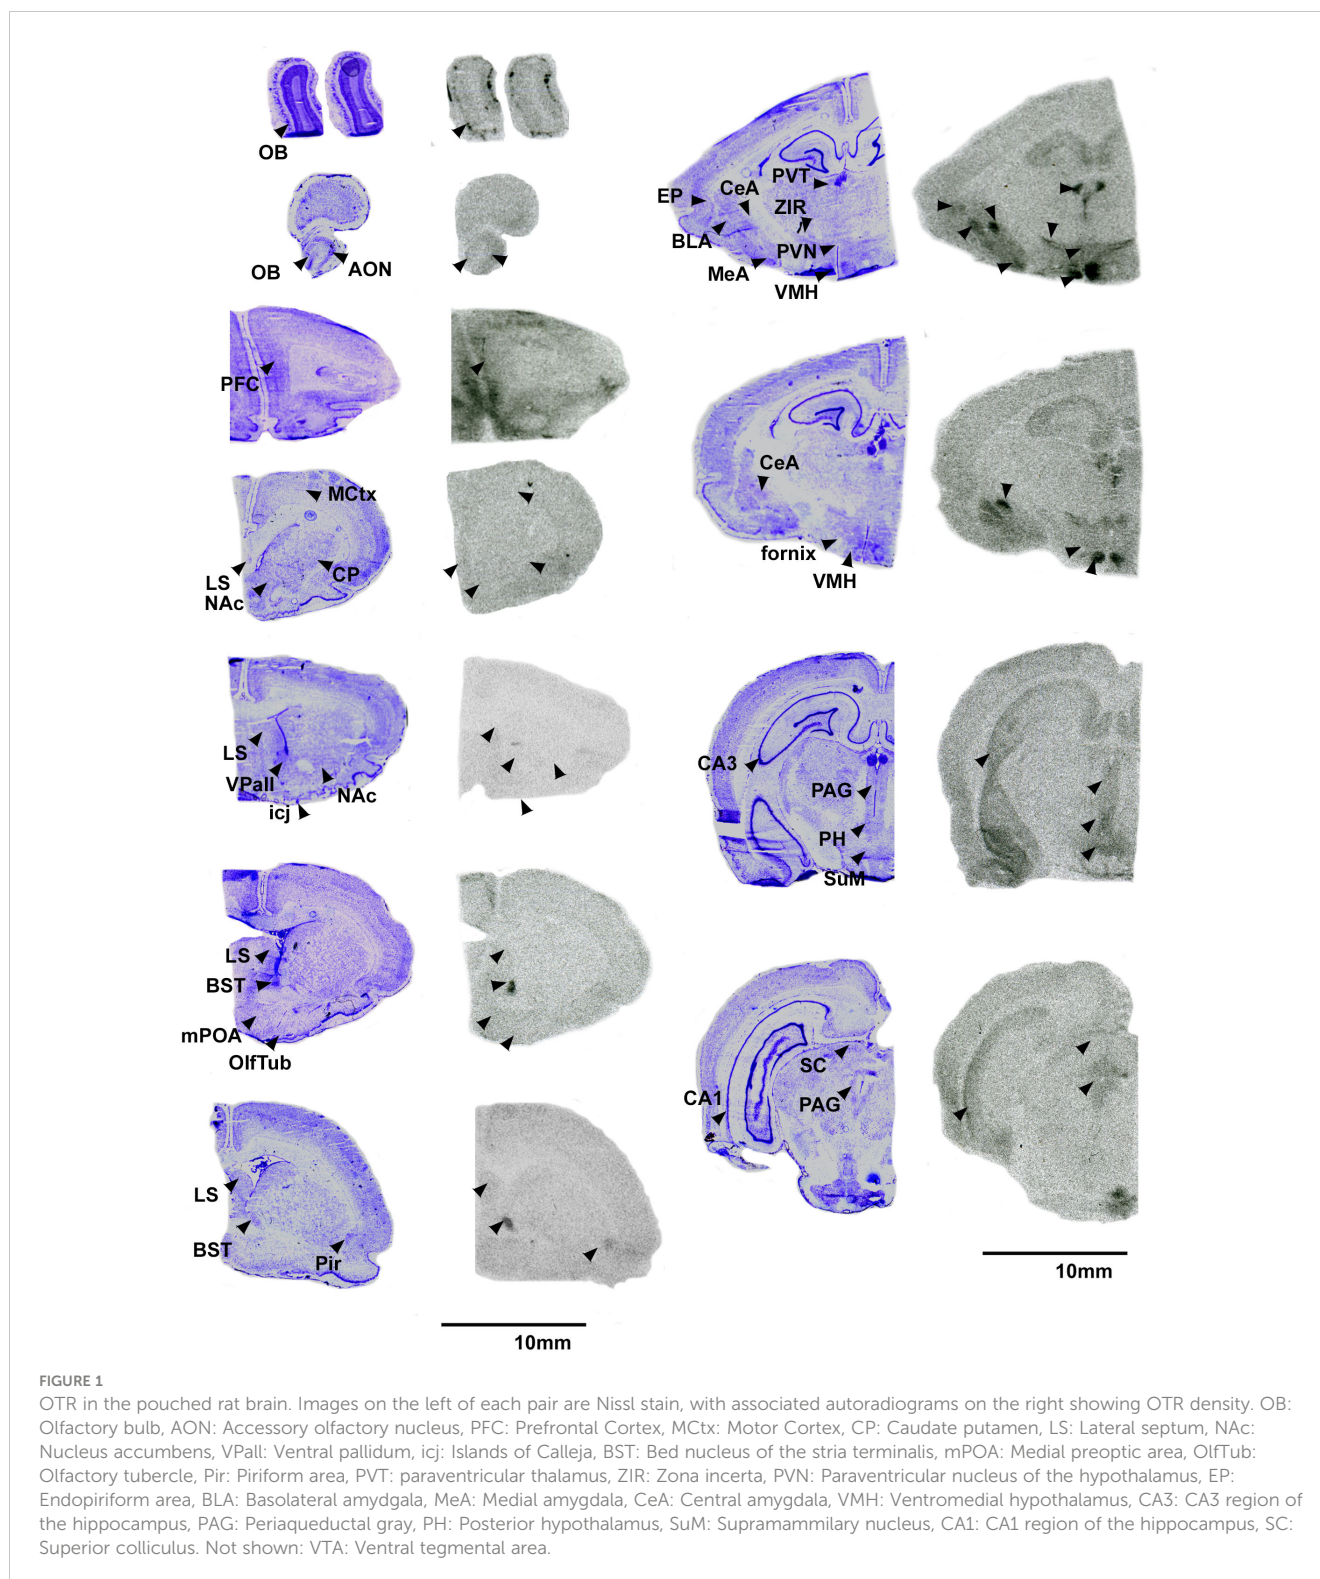 OB
OB
AON
PFC
MCtx
LS
CP
NAc
LS
VPall
NAc
icj
LS
BST
mPOA
OlfTub
LS
BST
Pir
10mm
PVT
CeA
EP
ZIR
BLA
PVN
MeA
VMH
CeA
fornix
VMH
CA3
PAG
PH
SuM
SC
CA1
PAG
10mm
FIGURE 1
OTR in the pouched rat brain. Images on the left of each pair are Nissl stain, with associated autoradiograms on the right showing OTR density. OB:
Olfactory bulb, AON: Accessory olfactory nucleus, PFC: Prefrontal Cortex, MCtx: Motor Cortex, CP: Caudate putamen, LS: Lateral septum, NAc:
Nucleus accumbens, VPall: Ventral pallidum, icj: Islands of Calleja, BST: Bed nucleus of the stria terminalis, mPOA: Medial preoptic area, OlfTub:
Olfactory tubercle, Pir: Piriform area, PVT: paraventricular thalamus, ZIR: Zona incerta, PVN: Paraventricular nucleus of the hypothalamus, EP:
Endopiriform area, BLA: Basolateral amydgala, MeA: Medial amygdala, CeA: Central amygdala, VMH: Ventromedial hypothalamus, CA3: CA3 region of
the hippocampus, PAG: Periaqueductal gray, PH: Posterior hypothalamus, SuM: Supramammilary nucleus, CA1: CA1 region of the hippocampus, SC:
Superior colliculus. Not shown: VTA: Ventral tegmental area.